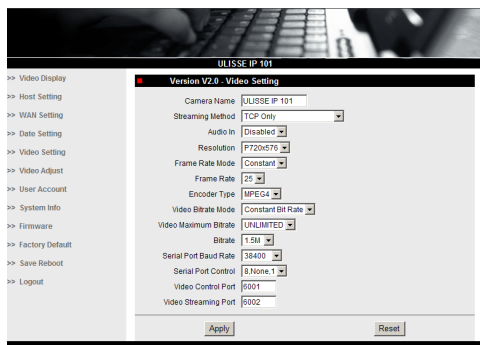 ULISSE IP 101
>> Video Display
>> Host Setting
>> WAN Setting
>> Date Setting
>> Video Setting
>> Video Adjust
>> User Account
>> System Info
>> Firmware
>> Factory Default
>> Save Reboot
>> Logout
Version V2.0 - Video Setting
Camera Name ULISSE IP 101
Streaming Method TCP Only
Audio In Disabled
Resolution P720x576
Frame Rate Mode Constant
Frame Rate 25
Encoder Type MPEG4
Video Bitrate Mode Constant Bit Rate
Video Maximum Bitrate UNLIMITED
Bitrate 1.5M
Serial Port Baud Rate 38400
Serial Port Control 8,None,1
Video Control Port 6001
Video Streaming Port 6002
Apply Reset